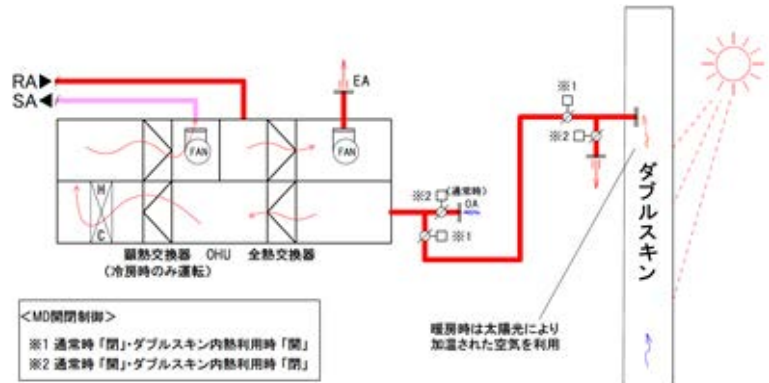 RA
SA
EA
※1
※2
FAN
FAN
※2
(通常時)
OA
※1
H
C
顕熱交換器 OHU 全熱交換器
(冷房時のみ運転)
ダブルスキン
暖房時は太陽光により
加温された空気を利用
<MD開閉制御>
※1 通常時「閉」・ダブルスキン内熱利用時「開」
※2 通常時「開」・ダブルスキン内熱利用時「閉」